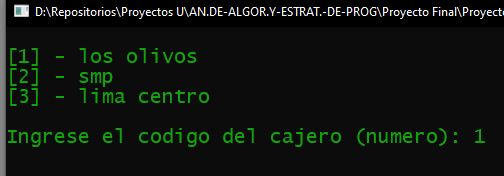 D:\Repositorios\Proyectos U\AN.DE-ALGOR.Y-ESTRAT.-DE-PROG\Proyecto Final\Proyecto
[1] - los olivos
[2] - smp
[3] - lima centro
Ingrese el codigo del cajero (numero): 1